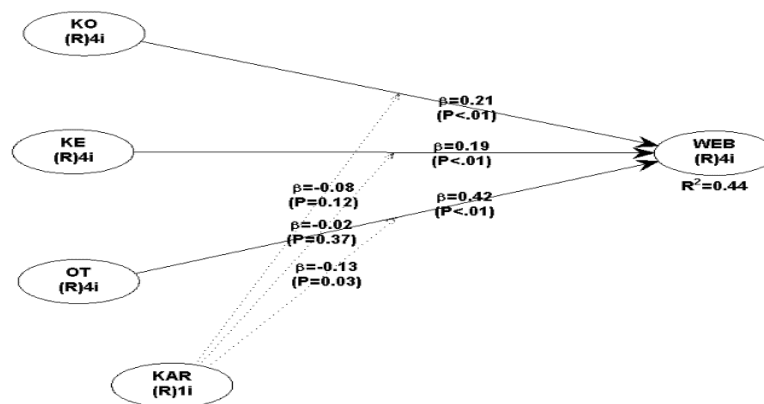 KO
(R)4i
β=0.21
(P<.01)
KE
(R)4i
β=0.19
(P<.01)
WEB
(R)4i
R²=0.44
β=-0.08
(P=0.12)
β=0.42
(P<.01)
β=-0.02
(P=0.37)
OT
(R)4i
β=-0.13
(P=0.03)
KAR
(R)1i